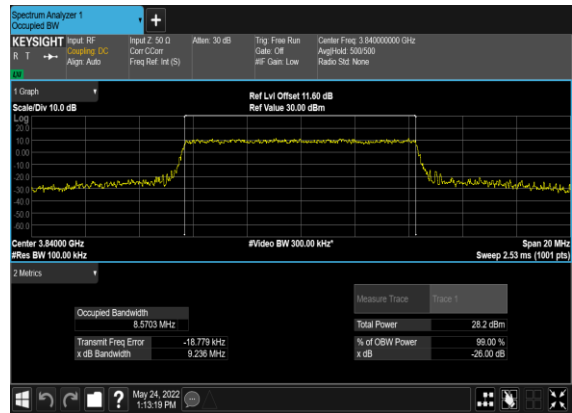 Spectrum Analyzer 1
Occupied BW
+
KEYSIGHT Input: RF Input Z: 50 Ω Atten: 30 dB Trig: Free Run Center Freq: 3.840000000 GHz
R T Coupling: DC Corr CCorr Gate: Off Avg|Hold: 500/500
Align: Auto Freq Ref: Int (S) #IF Gain: Low Radio Std: None
1 Graph
Ref Lvl Offset 11.60 dB
Scale/Div 10.0 dB Ref Value 30.00 dBm
Log
20.0
10.0
0.00
-10.0
-20.0
-30.0
-40.0
-50.0
-60.0
Center 3.84000 GHz #Video BW 300.00 kHz* Span 20 MHz
#Res BW 100.00 kHz Sweep 2.53 ms (1001 pts)
2 Metrics
Measure Trace Trace 1
Occupied Bandwidth
8.5703 MHz Total Power 28.2 dBm
Transmit Freq Error -18.779 kHz % of OBW Power 99.00 %
x dB Bandwidth 9.236 MHz x dB -26.00 dB
? May 24, 2022
1:13:19 PM